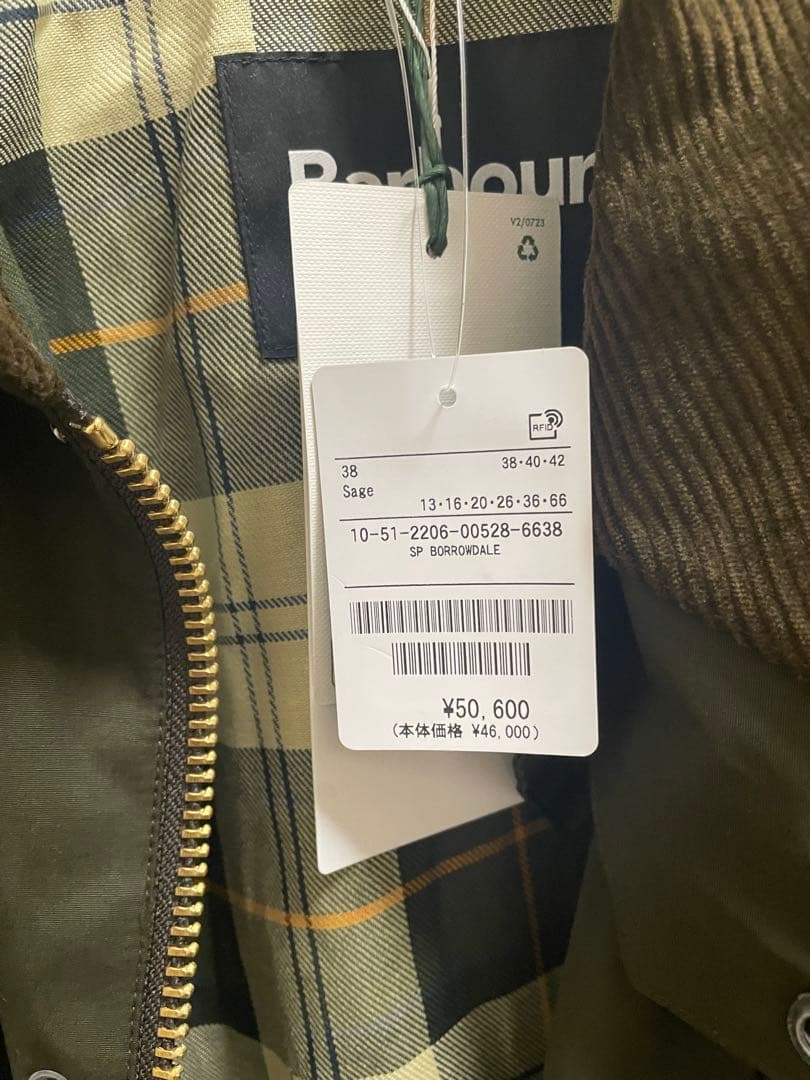 Barbour
V2/0723
RFID
38 38・40・42
Sage
13・16・20・26・36・66
10-51-2206-00528-6638
SP BORROWDALE
¥50,600
(本体価格 ¥46,000)